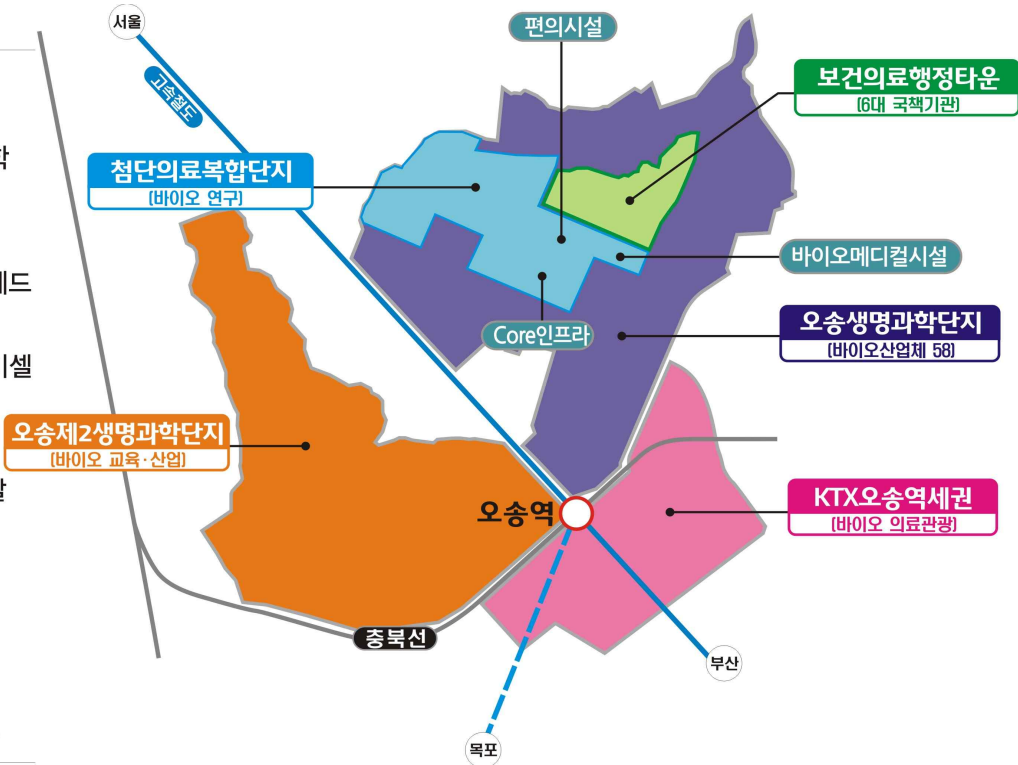 서울
고속철도
편의시설
보건의료행정타운
(6대 국책기관)
학
첨단의료복합단지
(바이오 연구)
바이오메디컬시설
드
Core인프라
오송생명과학단지
(바이오산업체 58)
셀
오송제2생명과학단지
(바이오 교육·산업)
KTX오송역세권
(바이오 의료관광)
오송역
충북선
부산
목포